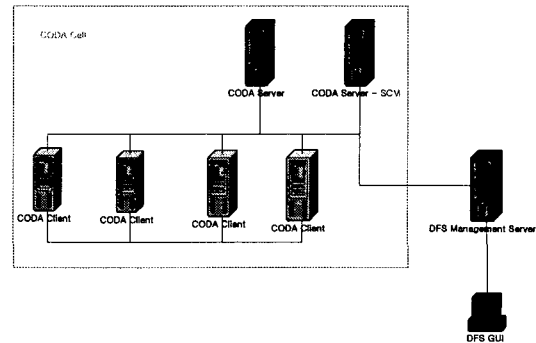 CODA Cell
CODA Server
CODA Server - SCM
CODA Client
CODA Client
CODA Client
CODA Client
DFS Management Server
DFS GUI